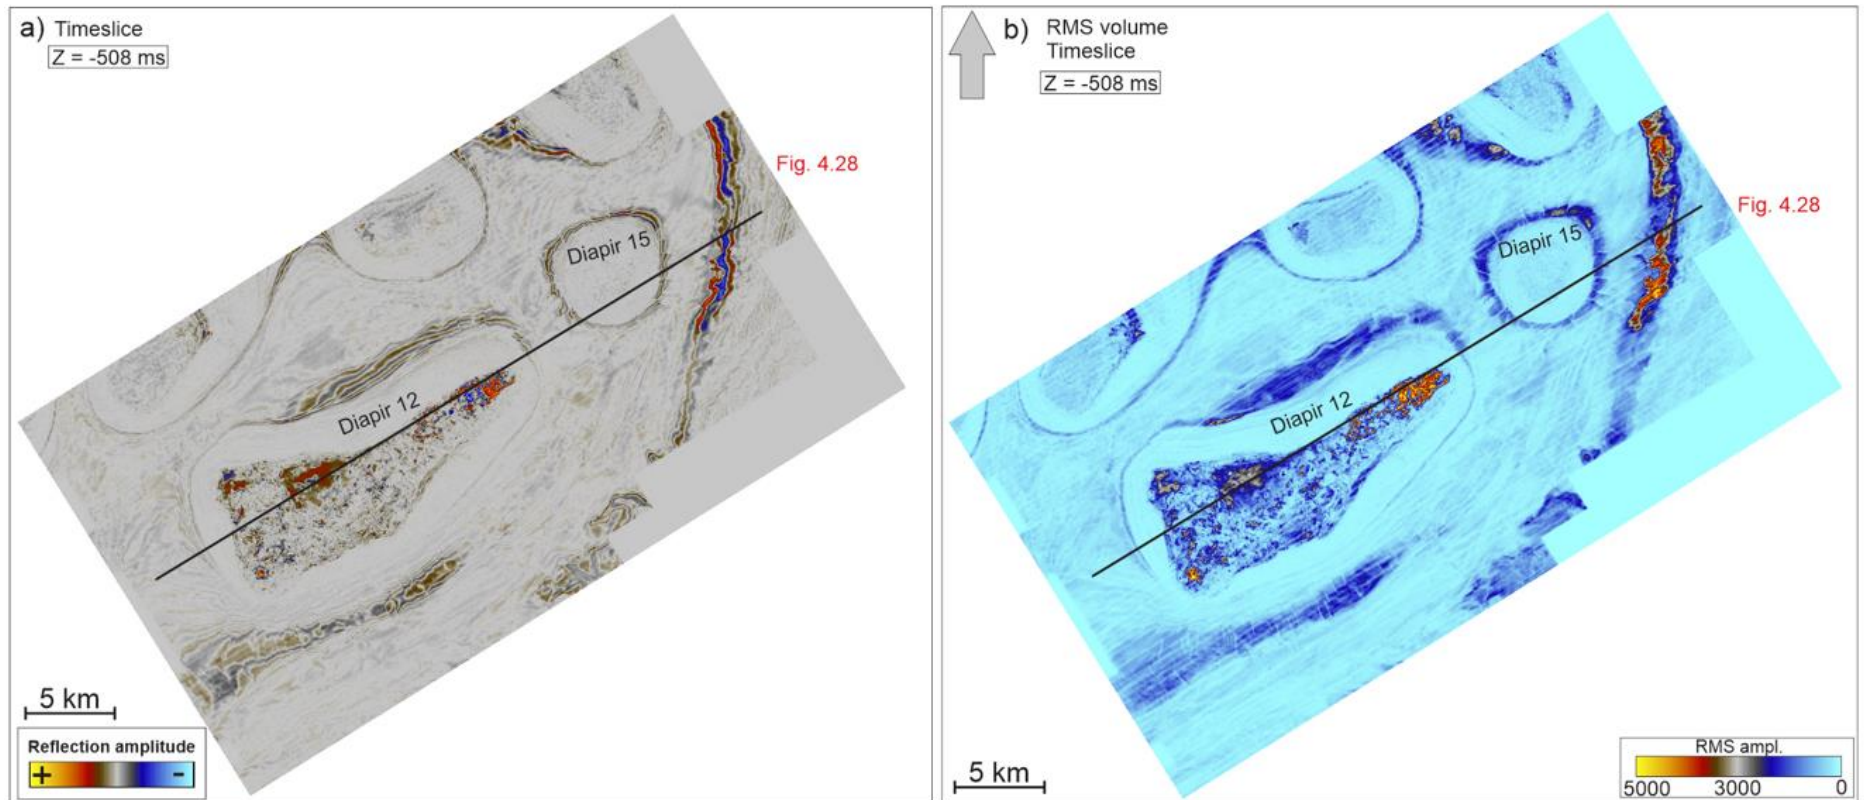 a) Timeslice
Z = -508 ms
Fig. 4.28
Diapir 15
Diapir 12
5 km
Reflection amplitude
+ -
b) RMS volume
Timeslice
Z = -508 ms
Fig. 4.28
Diapir 15
Diapir 12
5 km
RMS ampl.
5000 3000 0